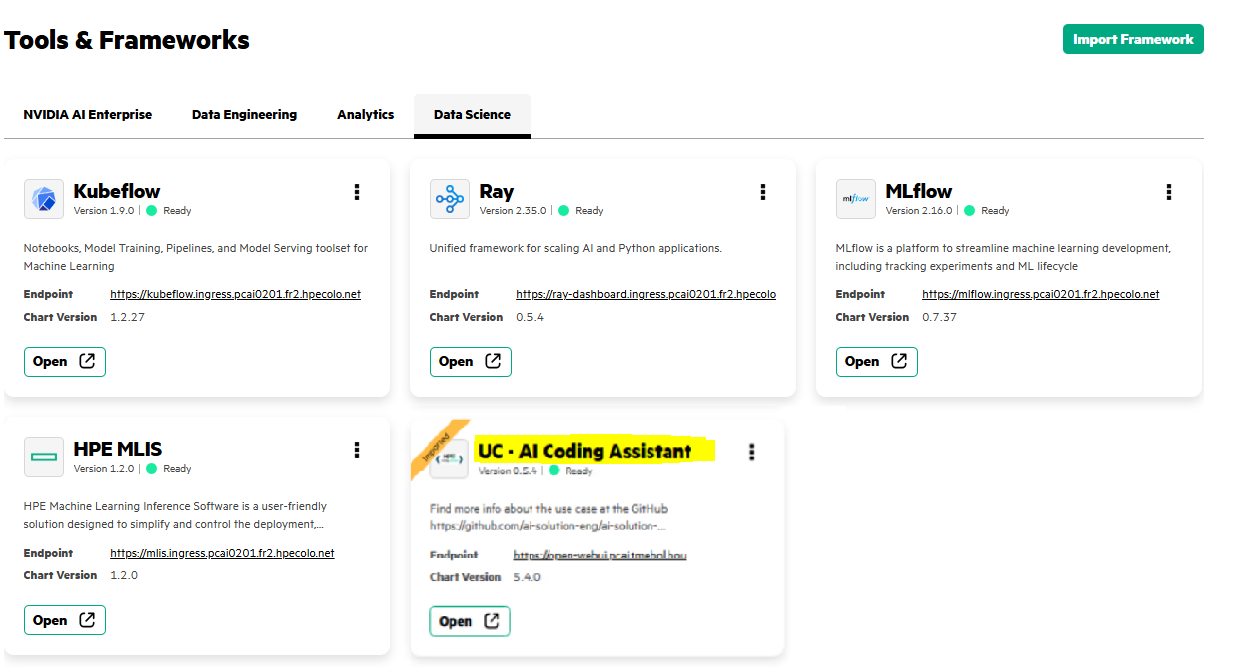 Tools & Frameworks
Import Framework
NVIDIA AI Enterprise
Data Engineering
Analytics
Data Science
Kubeflow
Version 1.9.0 | Ready
Notebooks, Model Training, Pipelines, and Model Serving toolset for
Machine Learning
Endpoint https://kubeflow.ingress.pcai0201.fr2.hpecolo.net
Chart Version 1.2.27
Open
Ray
Version 2.35.0 | Ready
Unified framework for scaling AI and Python applications.
Endpoint https://ray-dashboard.ingress.pcai0201.fr2.hpecolo
Chart Version 0.5.4
Open
mlflow
MLflow
Version 2.16.0 | Ready
MLflow is a platform to streamline machine learning development,
including tracking experiments and ML lifecycle
Endpoint https://mlflow.ingress.pcai0201.fr2.hpecolo.net
Chart Version 0.7.37
Open
HPE MLIS
Version 1.2.0 | Ready
HPE Machine Learning Inference Software is a user-friendly
solution designed to simplify and control the deployment,...
Endpoint https://mlis.ingress.pcai0201.fr2.hpecolo.net
Chart Version 1.2.0
Open
Imported
UC - AI Coding Assistant
Version 0.5.4 | Ready
Find more info about the use case at the GitHub
https://github.com/ai-solution-eng/ai-solution-...
Endpoint
Chart Version 5.4.0
Open